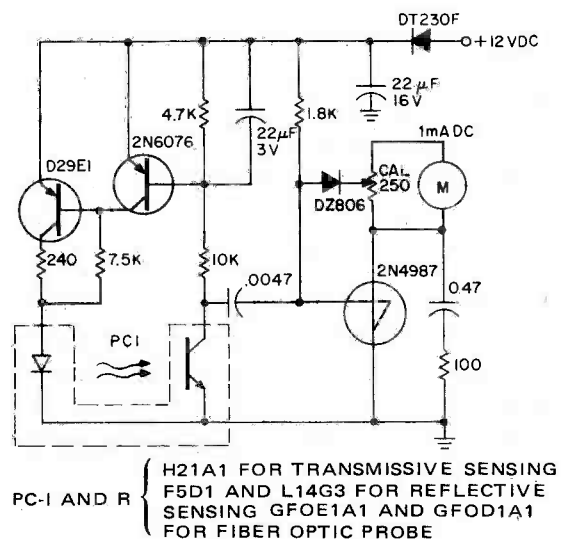 DT230F
+12VDC
22µF
16V
4.7K
22µF
3V
1.8K
1mADC
2N6076
D29E1
CAL
250
M
DZ806
240
7.5K
10K
.0047
2N4987
0.47
PC1
100
PC-1 AND R
H21A1 FOR TRANSMISSIVE SENSING
F5D1 AND L14G3 FOR REFLECTIVE
SENSING GFOE1A1 AND GFOD1A1
FOR FIBER OPTIC PROBE